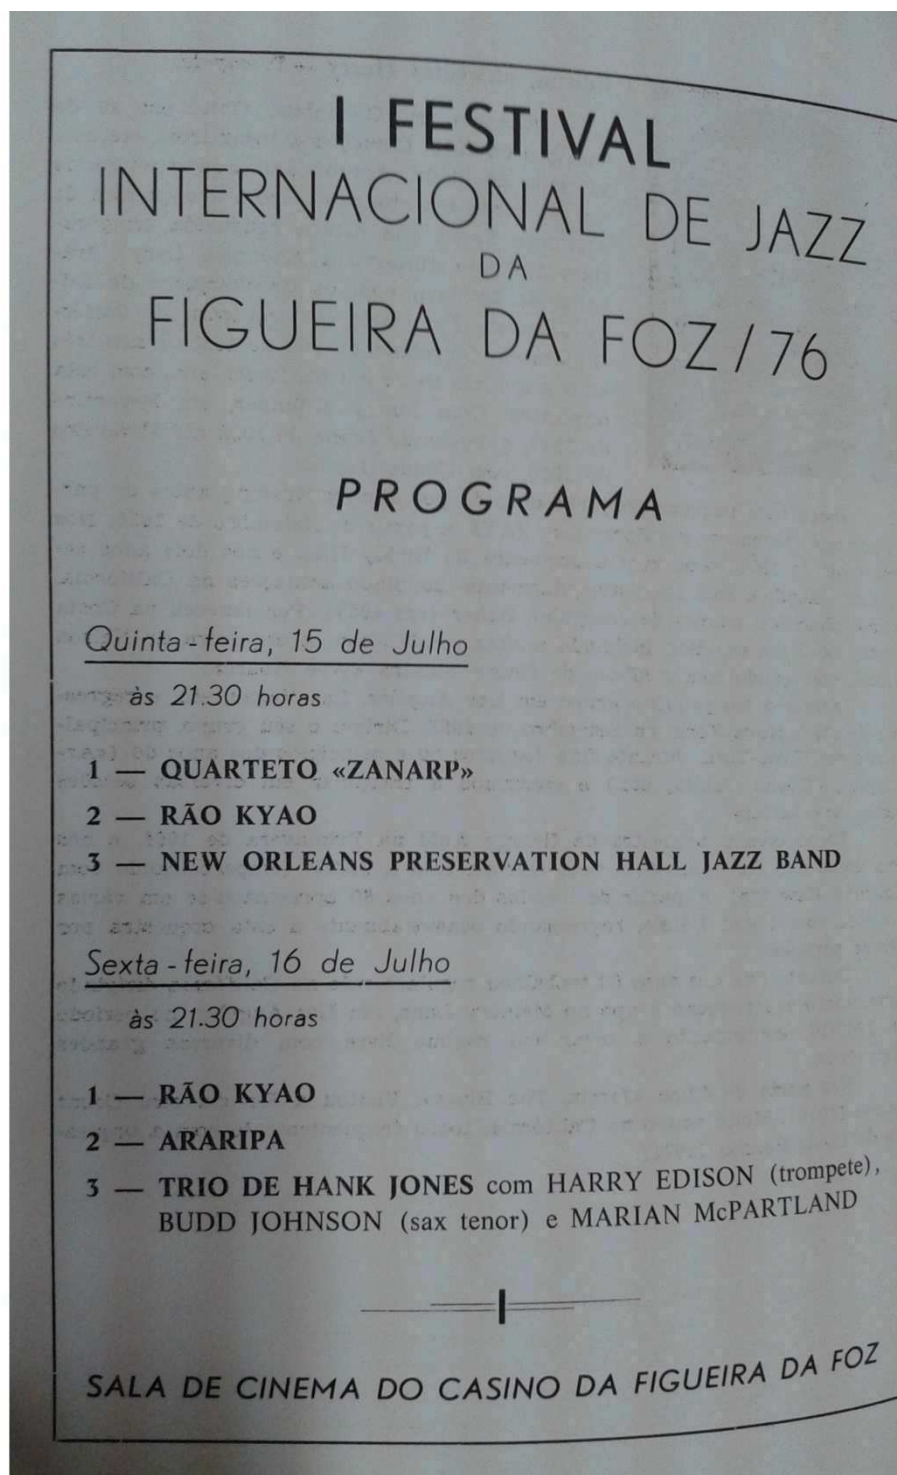 I FESTIVAL
INTERNACIONAL DE JAZZ
DA
FIGUEIRA DA FOZ / 76
PROGRAMA
Quinta-feira, 15 de Julho
às 21.30 horas
1 — QUARTETO «ZANARP»
2 — RÃO KYAO
3 — NEW ORLEANS PRESERVATION HALL JAZZ BAND
Sexta-feira, 16 de Julho
às 21.30 horas
1 — RÃO KYAO
2 — ARARIPA
3 — TRIO DE HANK JONES com HARRY EDISON (trompete),
BUDD JOHNSON (sax tenor) e MARIAN McPARTLAND
SALA DE CINEMA DO CASINO DA FIGUEIRA DA FOZ